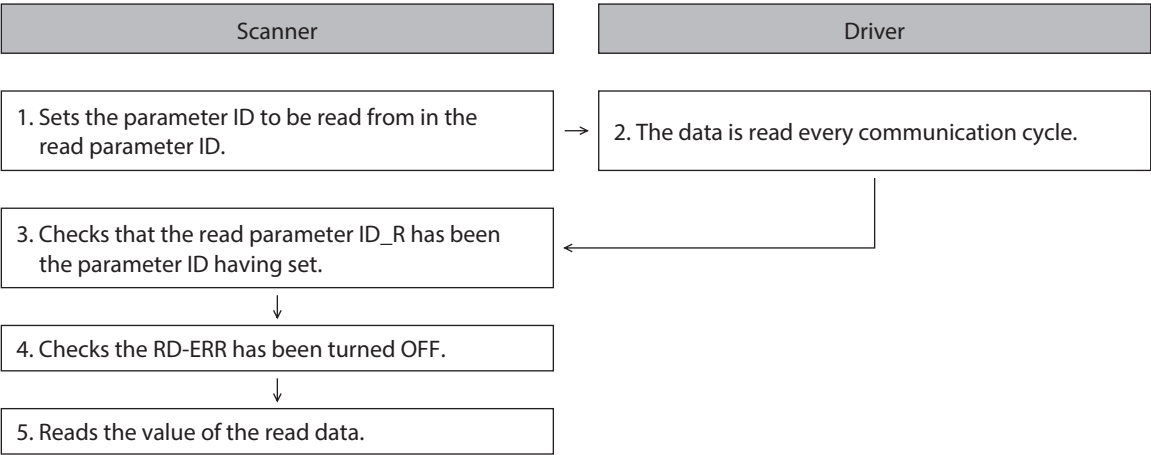 Scanner
Driver
1. Sets the parameter ID to be read from in the
read parameter ID.
2. The data is read every communication cycle.
3. Checks that the read parameter ID_R has been
the parameter ID having set.
4. Checks the RD-ERR has been turned OFF.
5. Reads the value of the read data.